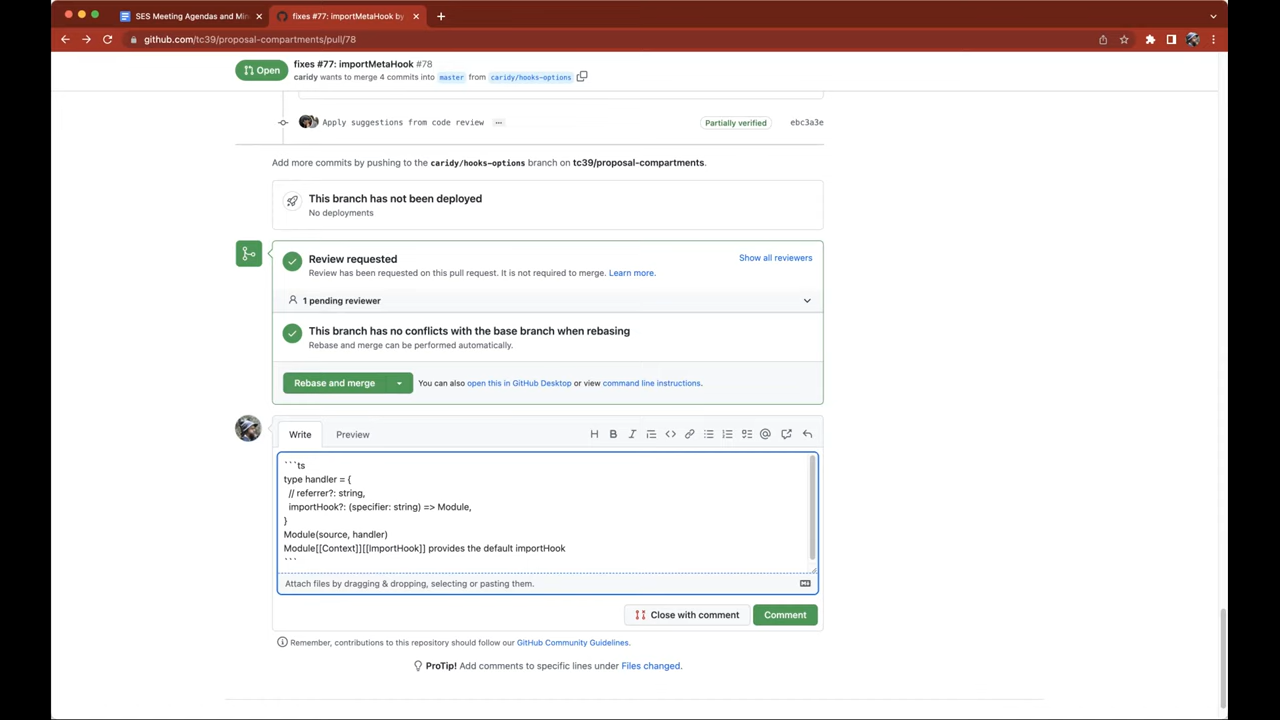 SES Meeting Agendas and Min
fixes #77: importMetaHook by
github.com/tc39/proposal-compartments/pull/78
Open
fixes #77: importMetaHook #78
caridy wants to merge 4 commits into master from caridy/hooks-options
Apply suggestions from code review ...
Partially verified
ebc3a3e
Add more commits by pushing to the caridy/hooks-options branch on tc39/proposal-compartments.
This branch has not been deployed
No deployments
Review requested
Show all reviewers
Review has been requested on this pull request. It is not required to merge. Learn more.
1 pending reviewer
This branch has no conflicts with the base branch when rebasing
Rebase and merge can be performed automatically.
Rebase and merge
You can also open this in GitHub Desktop or view command line instructions.
Write
Preview
```ts
type handler = {
// referrer?: string,
importHook?: (specifier: string) => Module,
}
Module(source, handler)
Module[[Context]][[ImportHook]] provides the default importHook
```
Attach files by dragging & dropping, selecting or pasting them.
Close with comment
Comment
Remember, contributions to this repository should follow our GitHub Community Guidelines.
ProTip! Add comments to specific lines under Files changed.